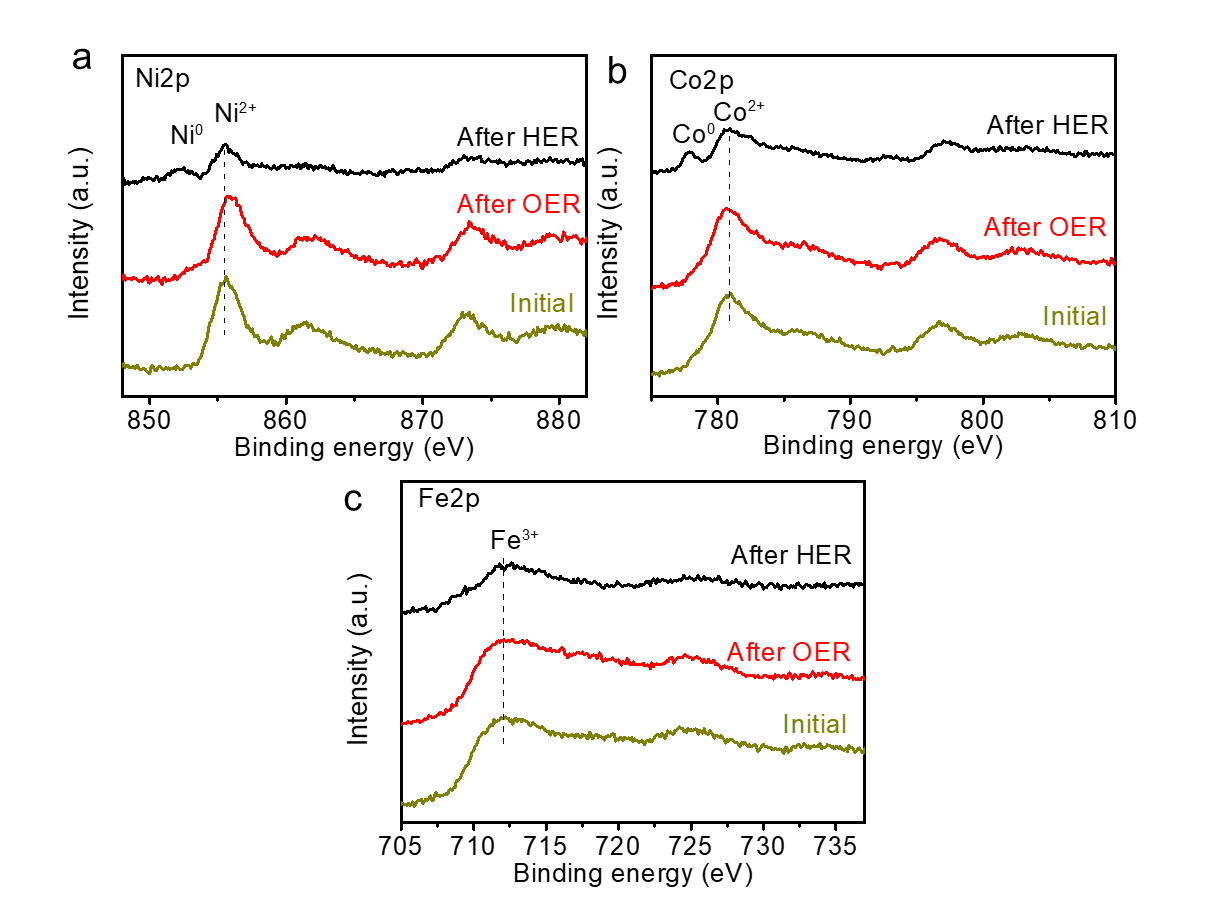 a
Ni2p
Ni⁰
Ni²⁺
After HER
After OER
Initial
Intensity (a.u.)
850 860 870 880
Binding energy (eV)
b
Co2p
Co⁰
Co²⁺
After HER
After OER
Initial
Intensity (a.u.)
780 790 800 810
Binding energy (eV)
c
Fe2p
Fe³⁺
After HER
After OER
Initial
Intensity (a.u.)
705 710 715 720 725 730 735
Binding energy (eV)